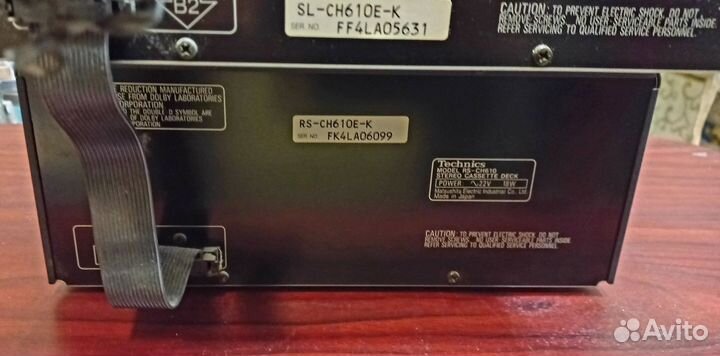 B2
SL-CH610E-K
SER. NO. FF4LA05631
CAUTION: TO PREVENT ELECTRIC SHOCK, DO NOT
REMOVE SCREWS. NO USER-SERVICEABLE PARTS INSIDE.
REFER SERVICING TO QUALIFIED SERVICE PERSONNEL.
REDUCTION MANUFACTURED
SE FROM DOLBY LABORATORIES
CORPORATION.
AND THE DOUBLE D SYMBOL ARE
OF DOLBY LABORATORIES
RPORATION.
RS-CH610E-K
SER. NO. FK4LA06099
Technics
MODEL RS-CH610
STEREO CASSETTE DECK
POWER ∿22V 18W
Matsushita Electric Industrial Co., Ltd.
Made in Japan
CAUTION: TO PREVENT ELECTRIC SHOCK, DO NOT
REMOVE SCREWS. NO USER-SERVICEABLE PARTS INSIDE.
REFER SERVICING TO QUALIFIED SERVICE PERSONNEL.
Avito